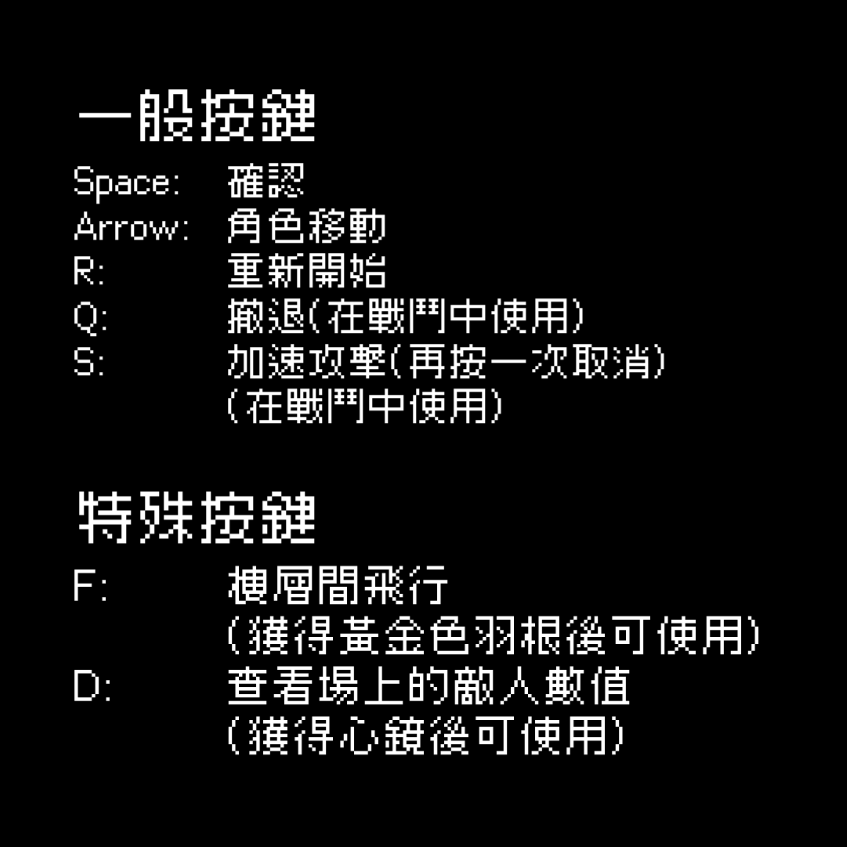 一般按鍵
Space: 確認
Arrow: 角色移動
R: 重新開始
Q: 撤退(在戰鬥中使用)
S: 加速攻擊(再按一次取消)
(在戰鬥中使用)
特殊按鍵
F: 樓層間飛行
(獲得黃金色羽根後可使用)
D: 查看場上的敵人數值
(獲得心鏡後可使用)